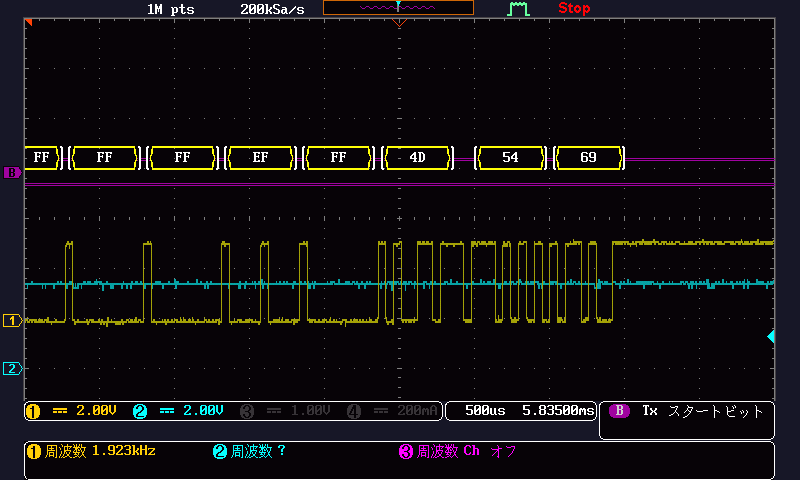 1M pts 200kSa/s Stop
FF FF FF EF FF 4D 54 69
B
1
2
1 2.00V 2 2.00V 3 1.00V 4 200mA 500us 5.83500ms B Tx スタートビット
1 周波数 1.923kHz 2 周波数 ? 3 周波数 Ch オフ